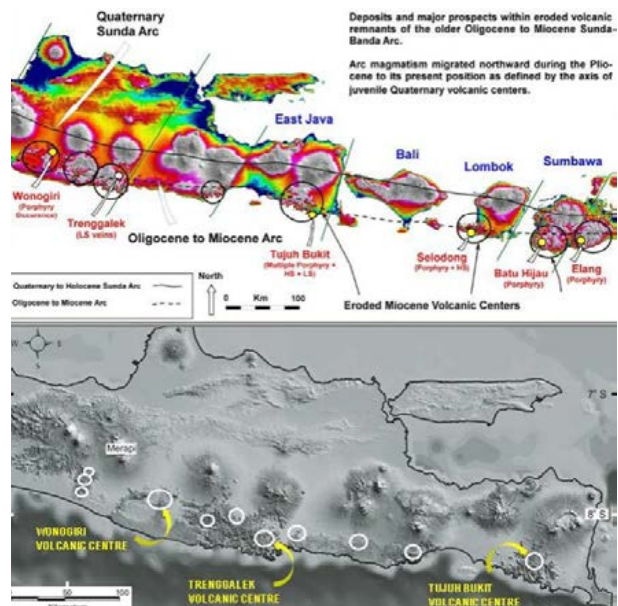 Quaternary
Sunda Arc
Deposits and major prospects within eroded volcanic
remnants of the older Oligocene to Miocene Sunda-
Banda Arc.
Arc magmatism migrated northward during the Plio-
cene to its present position as defined by the axis of
juvenile Quaternary volcanic centers.
East Java
Bali
Lombok
Sumbawa
Wonogiri
(Porphyry
Occurence)
Trenggalek
(LS veins)
Oligocene to Miocene Arc
Tujuh Bukit
(Multiple Porphyry +
HS + LS)
Selodong
(Porphyry + HS)
Batu Hijau
(Porphyry)
Elang
(Porphyry)
Quaternary to Holocene Sunda Arc
Oligocene to Miocene Arc
North
0 Km 100
Eroded Miocene Volcanic Centers
7° S
Merapi
8° S
WONOGIRI
VOLCANIC CENTRE
TRENGGALEK
VOLCANIC CENTRE
TUJUH BUKIT
VOLCANIC CENTRE
0 50 100